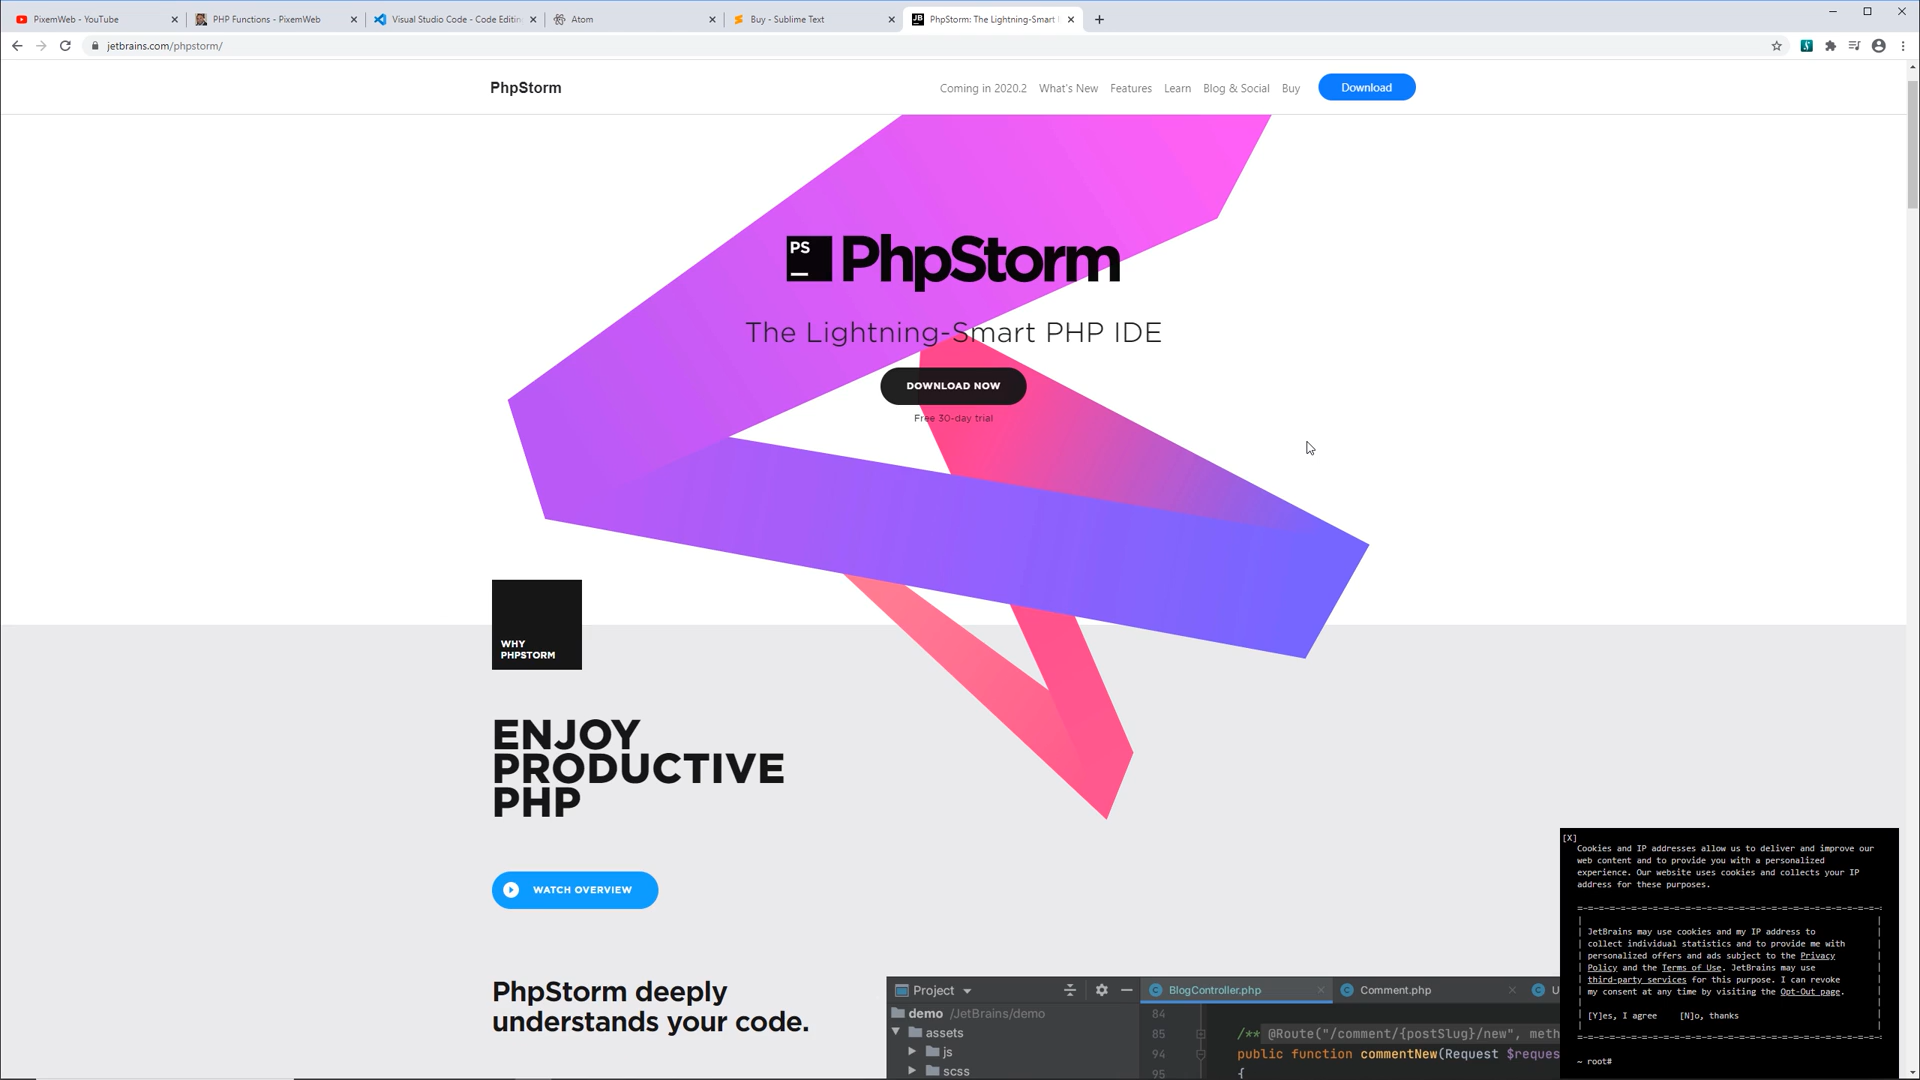 PixemWeb - YouTube
PHP Functions - PixemWeb
Visual Studio Code - Code Editin
Atom
Buy - Sublime Text
PhpStorm: The Lightning-Smart
jetbrains.com/phpstorm/
PhpStorm
Coming in 2020.2
What's New
Features
Learn
Blog & Social
Buy
Download
PS
PhpStorm
The Lightning-Smart PHP IDE
DOWNLOAD NOW
Free 30-day trial
WHY
PHPSTORM
ENJOY
PRODUCTIVE
PHP
WATCH OVERVIEW
PhpStorm deeply
understands your code.
Project
BlogController.php
Comment.php
U
demo /JetBrains/demo
assets
js
scss
84
85 /** @Route("/comment/{postSlug}/new", meth
94 public function commentNew(Request $reques
95 {
[X]
Cookies and IP addresses allow us to deliver and improve our
web content and to provide you with a personalized
experience. Our website uses cookies and collects your IP
address for these purposes.
JetBrains may use cookies and my IP address to
collect individual statistics and to provide me with
personalized offers and ads subject to the Privacy
Policy and the Terms of Use. JetBrains may use
third-party services for this purpose. I can revoke
my consent at any time by visiting the Opt-Out page.
[Y]es, I agree [N]o, thanks
~ root#